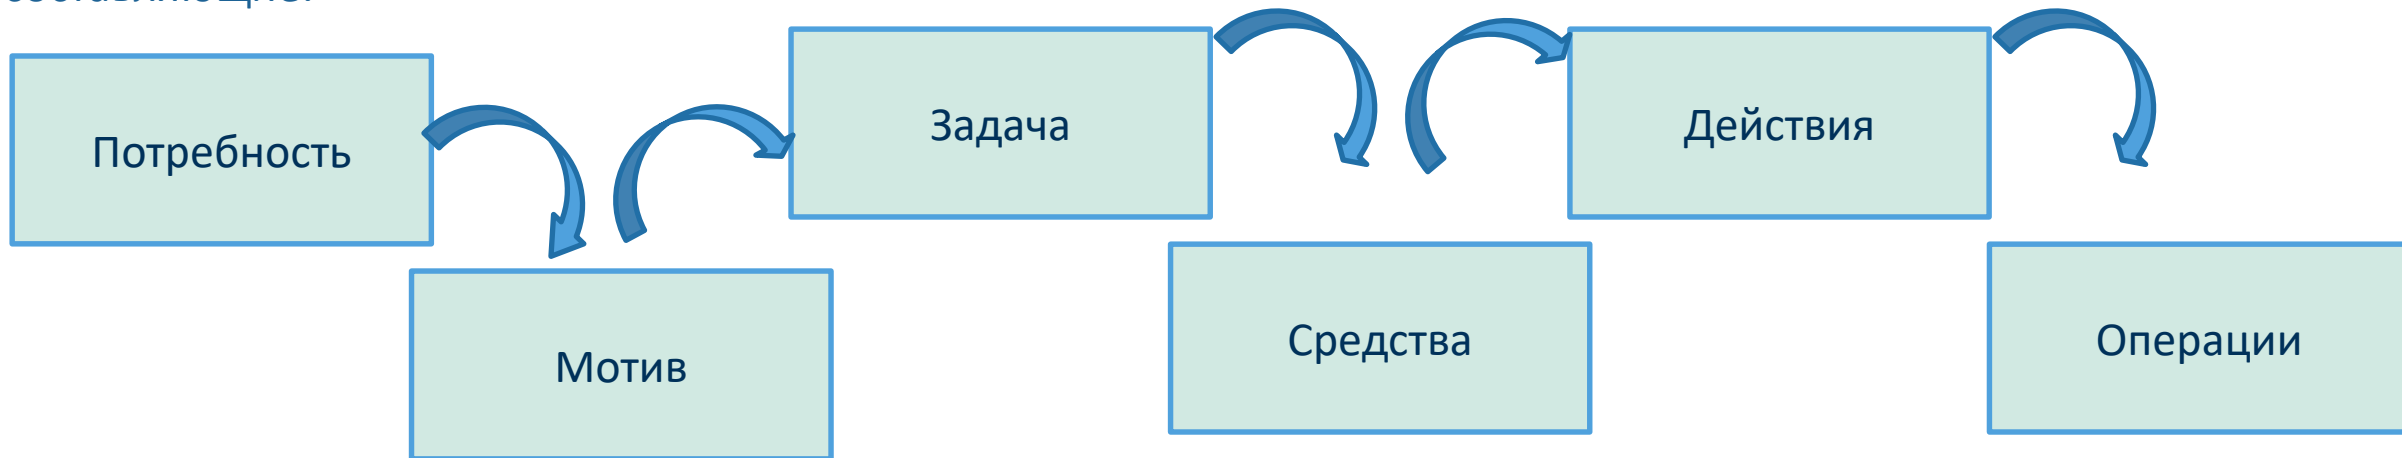 Потребность
Мотив
Задача
Средства
Действия
Операции